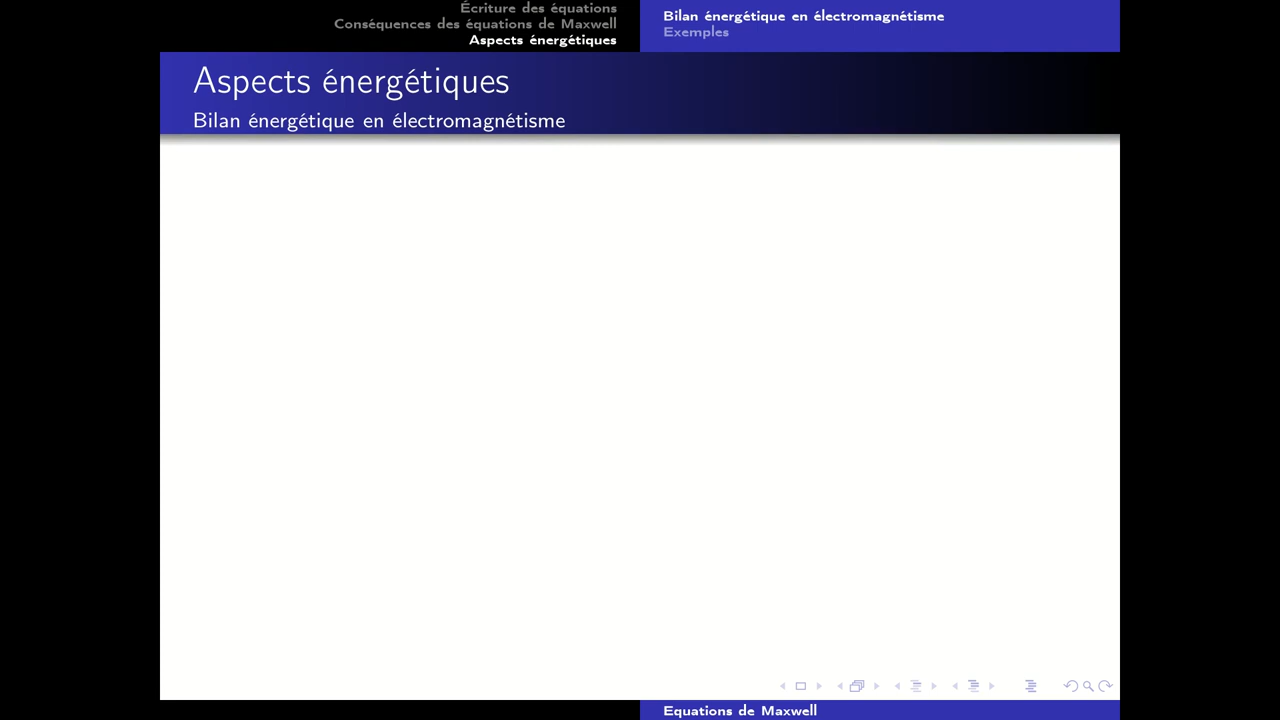 Écriture des équations
Conséquences des équations de Maxwell
Aspects énergétiques
Bilan énergétique en électromagnétisme
Exemples
Aspects énergétiques
Bilan énergétique en électromagnétisme
Equations de Maxwell